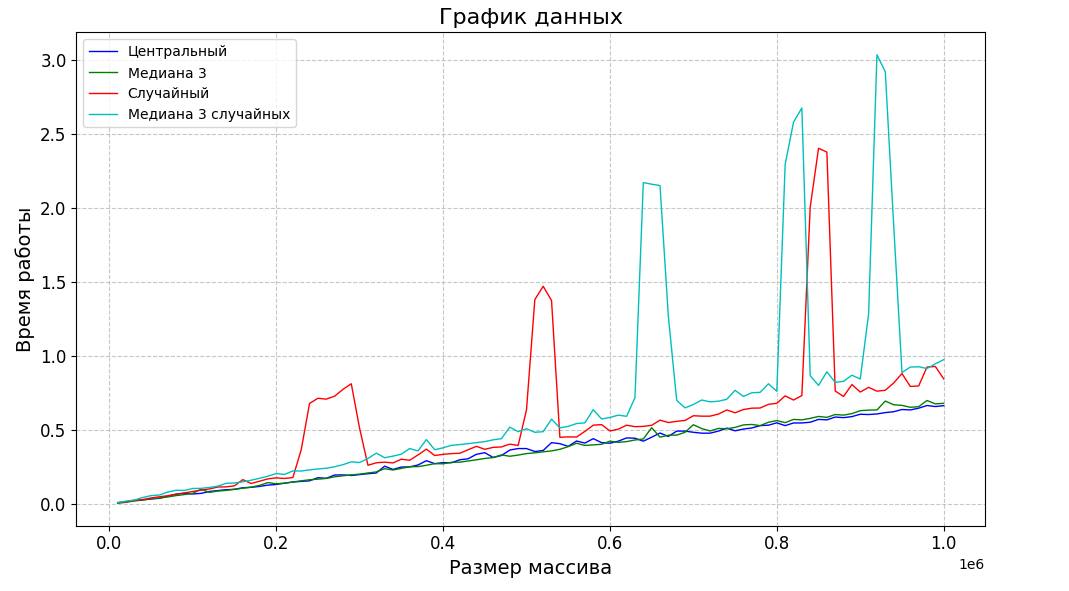 График данных
Центральный
Медиана 3
Случайный
Медиана 3 случайных
Время работы
3.0
2.5
2.0
1.5
1.0
0.5
0.0
0.0 0.2 0.4 0.6 0.8 1.0
1e6
Размер массива